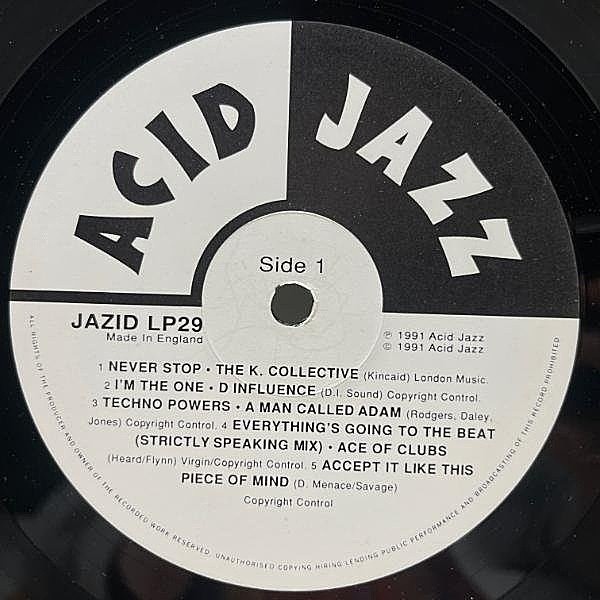 ACID JAZZ
Side 1
JAZID LP29
Made In England
℗ 1991 Acid Jazz
© 1991 Acid Jazz
1 NEVER STOP • THE K. COLLECTIVE (Kincaid) London Music.
2 I'M THE ONE • D INFLUENCE (D.I. Sound) Copyright Control.
3 TECHNO POWERS • A MAN CALLED ADAM (Rodgers, Daley,
Jones) Copyright Control. 4 EVERYTHING'S GOING TO THE BEAT
(STRICTLY SPEAKING MIX) • ACE OF CLUBS
(Heard/Flynn) Virgin/Copyright Control. 5 ACCEPT IT LIKE THIS
PIECE OF MIND (D. Menace/Savage)
Copyright Control
ALL RIGHTS OF THE PRODUCER AND OWNER OF THE RECORDED WORK RESERVED. UNAUTHORISED COPYING HIRING LENDING PUBLIC PERFORMANCE AND BROADCASTING OF THIS RECORD PROHIBITED